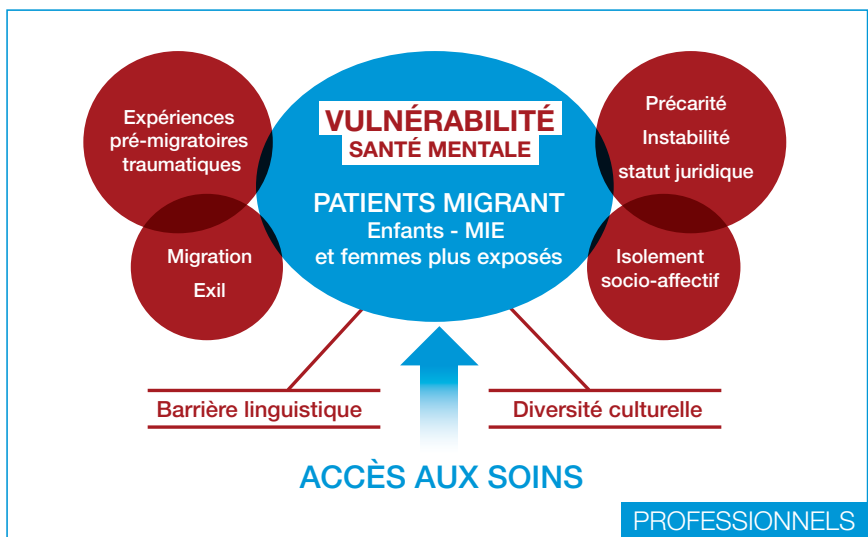 Expériences
pré-migratoires
traumatiques
Migration
Exil
VULNÉRABILITÉ
SANTÉ MENTALE
PATIENTS MIGRANT
Enfants - MIE
et femmes plus exposés
Précarité
Instabilité
statut juridique
Isolement
socio-affectif
Barrière linguistique
Diversité culturelle
ACCÈS AUX SOINS
PROFESSIONNELS